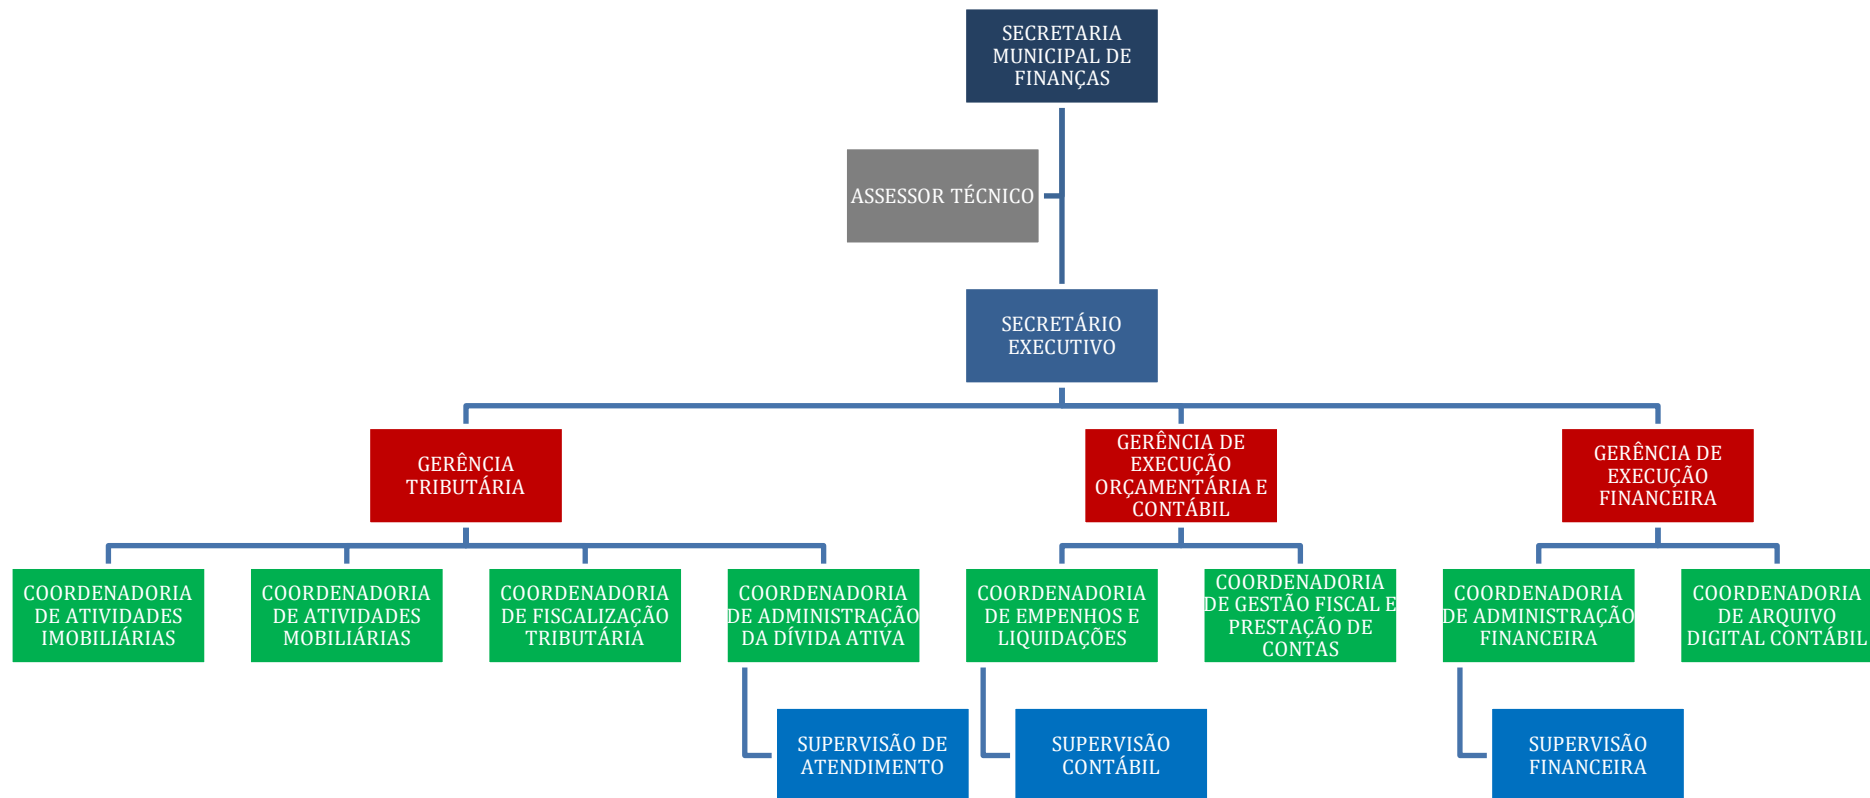 SECRETARIA
MUNICIPAL DE
FINANÇAS
ASSESSOR TÉCNICO
SECRETÁRIO
EXECUTIVO
GERÊNCIA
TRIBUTÁRIA
GERÊNCIA DE
EXECUÇÃO
ORÇAMENTÁRIA E
CONTÁBIL
GERÊNCIA DE
EXECUÇÃO
FINANCEIRA
COORDENADORIA
DE ATIVIDADES
IMOBILIÁRIAS
COORDENADORIA
DE ATIVIDADES
MOBILIÁRIAS
COORDENADORIA
DE FISCALIZAÇÃO
TRIBUTÁRIA
COORDENADORIA
DE ADMINISTRAÇÃO
DA DÍVIDA ATIVA
COORDENADORIA
DE EMPENHOS E
LIQUIDAÇÕES
COORDENADORIA
DE GESTÃO FISCAL E
PRESTAÇÃO DE
CONTAS
COORDENADORIA
DE ADMINISTRAÇÃO
FINANCEIRA
COORDENADORIA
DE ARQUIVO
DIGITAL CONTÁBIL
SUPERVISÃO DE
ATENDIMENTO
SUPERVISÃO
CONTÁBIL
SUPERVISÃO
FINANCEIRA